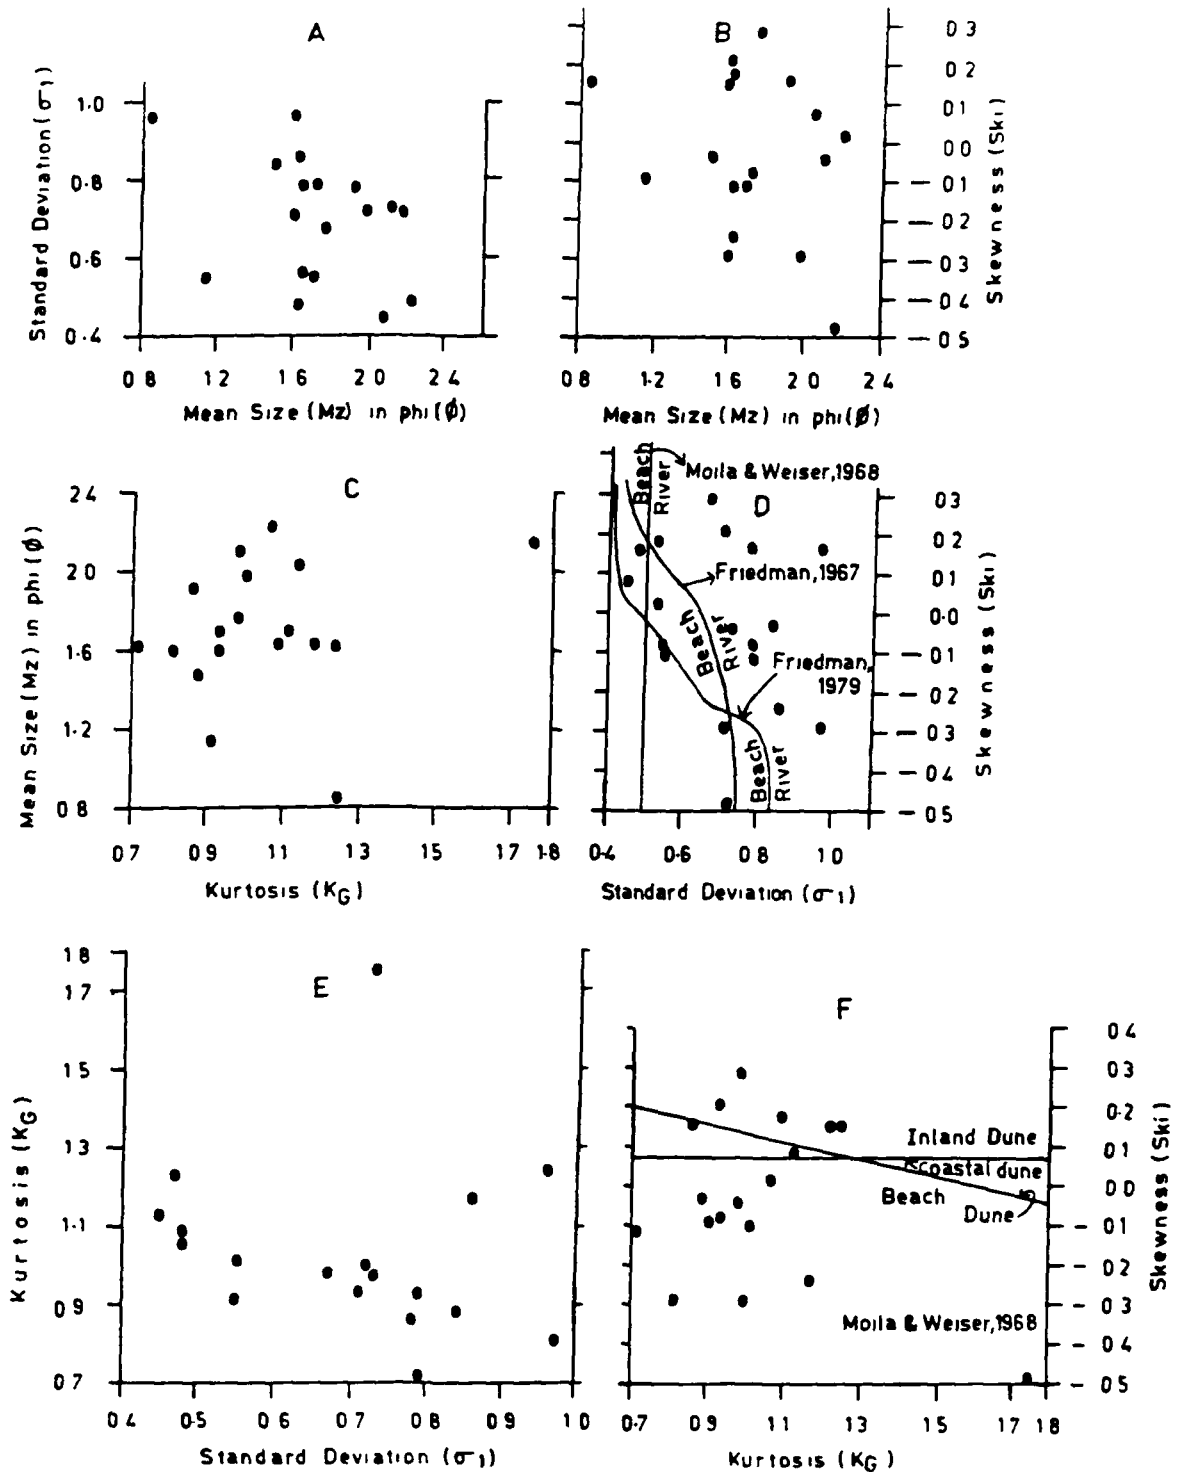 A
Standard Deviation (σ1)
1.0
0.8
0.6
0.4
0 8 1 2 1 6 2 0 2 4
Mean Size (Mz) in phi (Ø)
B
0 3
0 2
0 1
0 0
— 0 1
— 0 2
— 0 3
— 0 4
— 0 5
Skewness (Ski)
0 8 1·2 1 6 2 0 2 4
Mean Size (Mz) in phi (Ø)
C
Mean Size (Mz) in phi (Ø)
2 4
2 0
1·6
1·2
0 8
0 7 0 9 1 1 1 3 1 5 1·8
Kurtosis (KG)
D
Beach
River
Moila & Weiser, 1968
Friedman, 1967
Beach
River
Friedman, 1979
Beach
River
0 3
0 2
0 1
0·0
— 0 1
— 0 2
— 0 3
— 0 4
— 0 5
Skewness (Ski)
0·4 0 6 0 8 1 0
Standard Deviation (σ1)
E
Kurtosis (KG)
1 8
1·7
1 5
1 3
1·1
0 9
0 7
0 4 0 5 0 6 0 7 0 8 0 9 1 0
Standard Deviation (σ1)
F
Inland Dune
Coastal dune
Beach
Dune
Moila & Weiser, 1968
0 4
0 3
0·2
0 1
0 0
— 0 1
— 0 2
— 0 3
— 0 4
— 0 5
Skewness (Ski)
0·7 0 9 1 1 1 3 1 5 1 7 1 8
Kurtosis (KG)